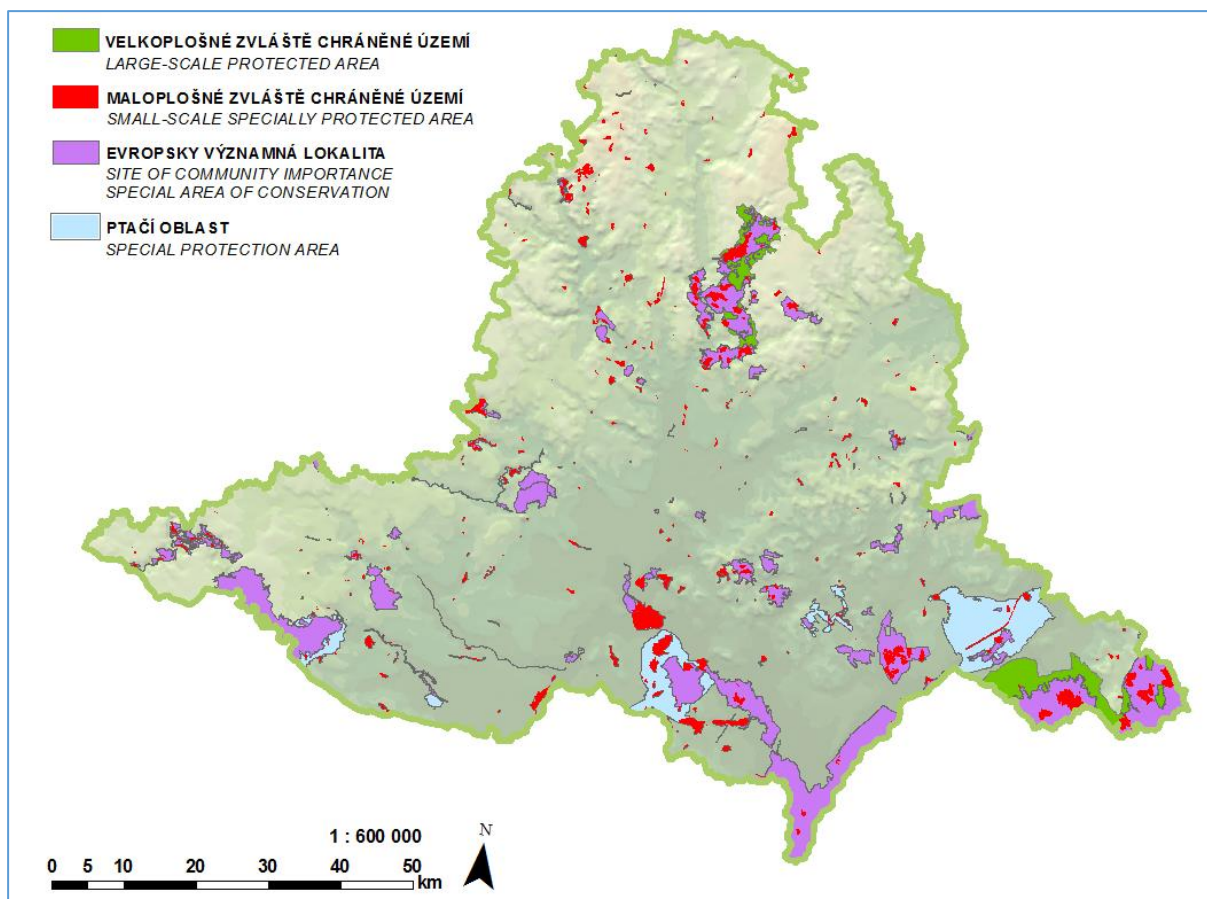 VELKOPLOŠNÉ ZVLÁŠTĚ CHRÁNĚNÉ ÚZEMÍ
LARGE-SCALE PROTECTED AREA
MALOPLOŠNÉ ZVLÁŠTĚ CHRÁNĚNÉ ÚZEMÍ
SMALL-SCALE SPECIALLY PROTECTED AREA
EVROPSKY VÝZNAMNÁ LOKALITA
SITE OF COMMUNITY IMPORTANCE
SPECIAL AREA OF CONSERVATION
PTAČÍ OBLAST
SPECIAL PROTECTION AREA
1 : 600 000
N
0 5 10 20 30 40 50
km